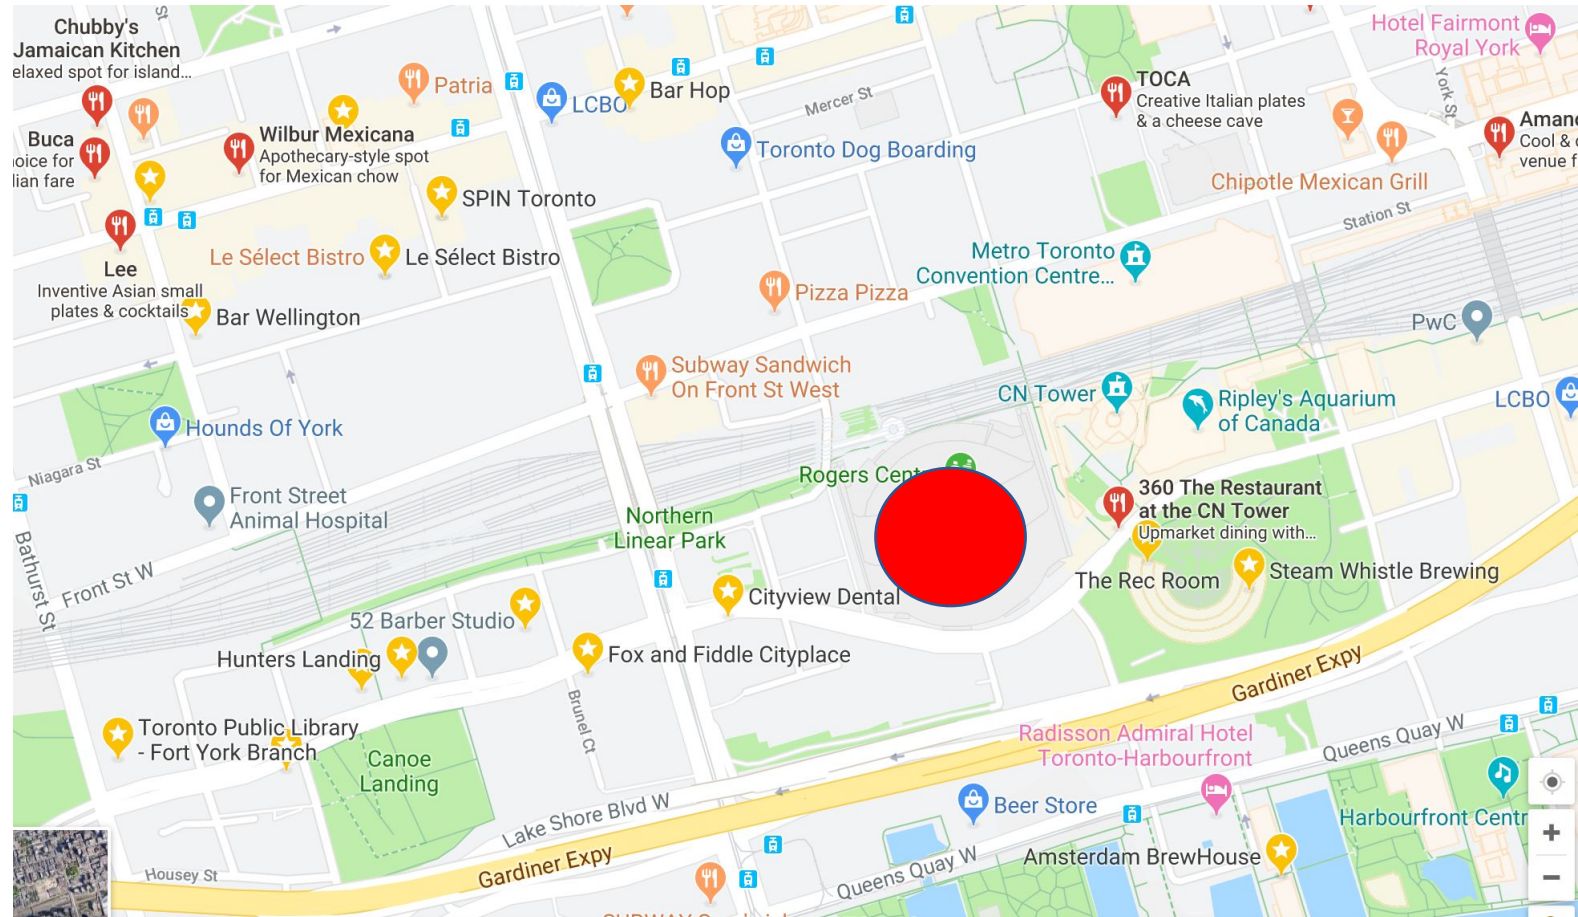 Chubby's
Jamaican Kitchen
elaxed spot for island...
St
Hotel Fairmont
Royal York
Patria
LCBO
Bar Hop
Mercer St
TOCA
Creative Italian plates
& a cheese cave
York St
Buca
oice for
lian fare
Wilbur Mexicana
Apothecary-style spot
for Mexican chow
Toronto Dog Boarding
Chipotle Mexican Grill
Aman
Cool &
venue f
SPIN Toronto
Station St
Le Sélect Bistro
Le Sélect Bistro
Metro Toronto
Convention Centre...
Lee
Inventive Asian small
plates & cocktails
Bar Wellington
Pizza Pizza
PwC
Subway Sandwich
On Front St West
CN Tower
Ripley's Aquarium
of Canada
LCBO
Hounds Of York
Niagara St
Rogers Cent
Front Street
Animal Hospital
Northern
Linear Park
360 The Restaurant
at the CN Tower
Upmarket dining with...
Bathurst St
Front St W
The Rec Room
Steam Whistle Brewing
Cityview Dental
52 Barber Studio
Hunters Landing
Fox and Fiddle Cityplace
Gardiner Expy
Brunel Ct
Toronto Public Library
- Fort York Branch
Canoe
Landing
Radisson Admiral Hotel
Toronto-Harbourfront
Queens Quay W
Lake Shore Blvd W
Beer Store
Harbourfront Centr
Gardiner Expy
Queens Quay W
Amsterdam BrewHouse
Housey St